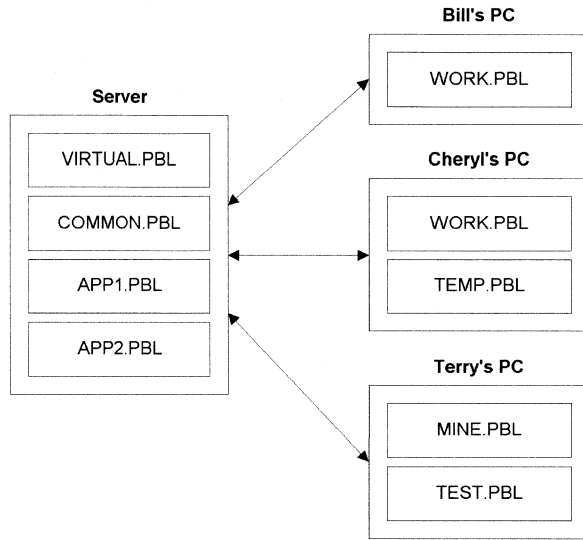 Server
VIRTUAL.PBL
COMMON.PBL
APP1.PBL
APP2.PBL
Bill's PC
WORK.PBL
Cheryl's PC
WORK.PBL
TEMP.PBL
Terry's PC
MINE.PBL
TEST.PBL